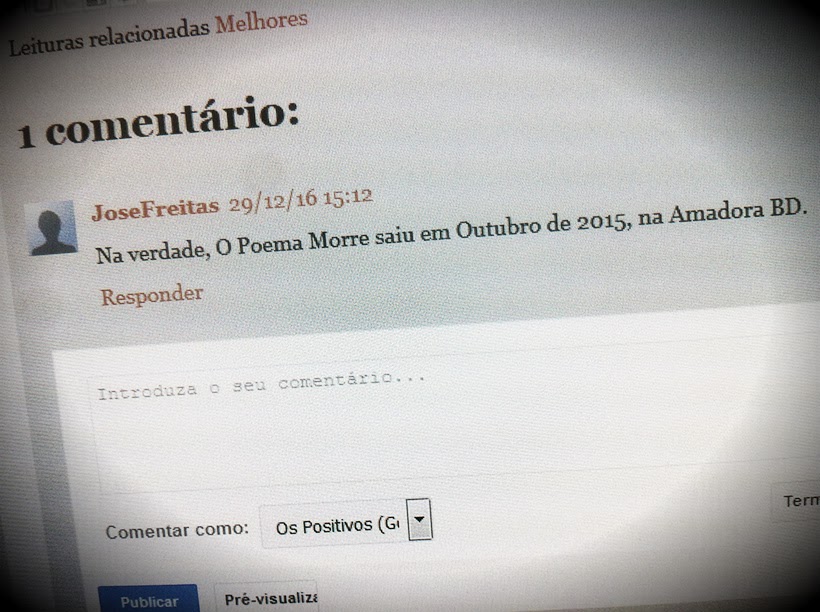 Leituras relacionadas Melhores
1 comentário:
JoseFreitas 29/12/16 15:12
Na verdade, O Poema Morre saiu em Outubro de 2015, na Amadora BD.
Responder
Introduza o seu comentário...
Comentar como: Os Positivos (G
Term
Publicar Pré-visualiza